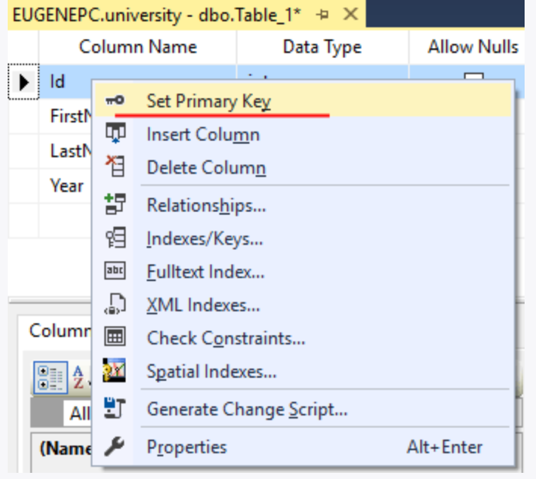 EUGENEPC.university - dbo.Table_1*
Column Name Data Type Allow Nulls
Id
Set Primary Key
FirstN
Insert Column
LastN
Delete Column
Year
Relationships...
Indexes/Keys...
abc Fulltext Index...
XML Indexes...
Column
Check Constraints...
Spatial Indexes...
All
Generate Change Script...
(Name
Properties Alt+Enter